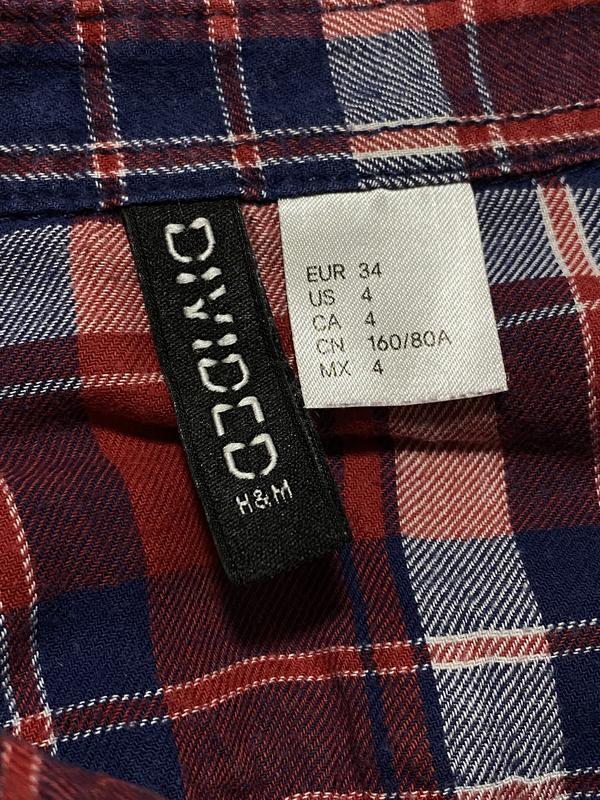 DIVIDED
H&M
EUR 34
US 4
CA 4
CN 160/80A
MX 4